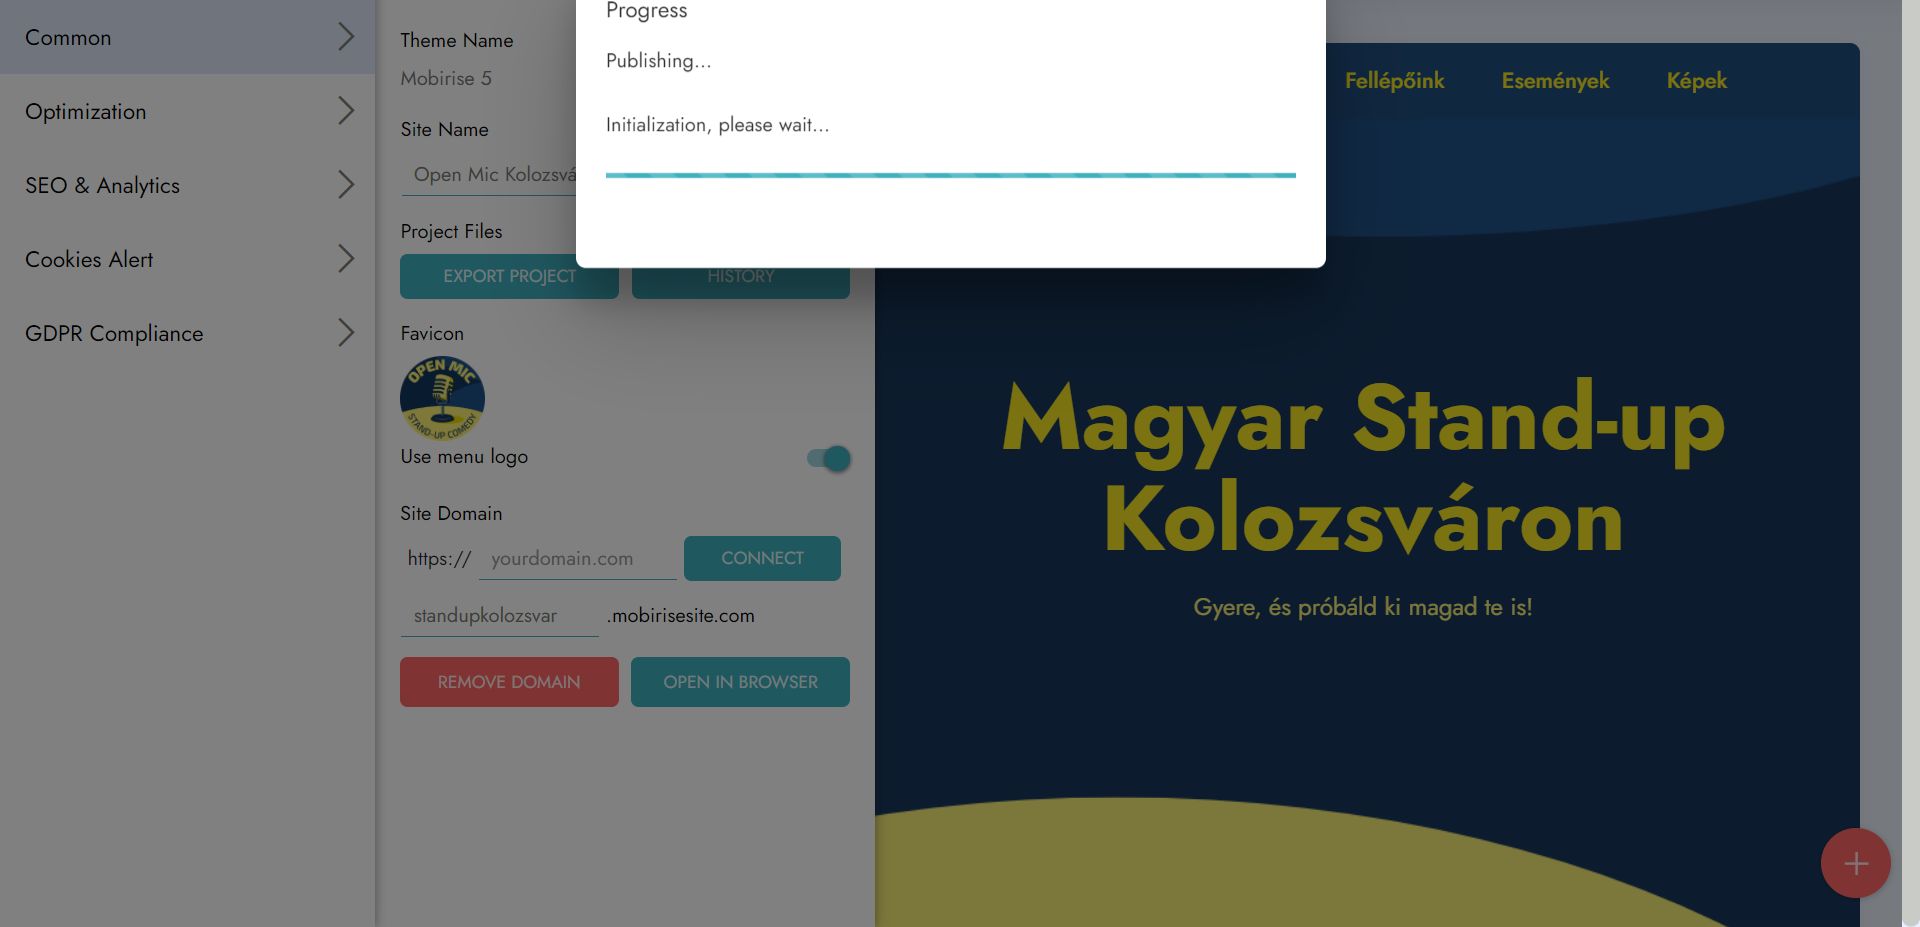 Common
Optimization
SEO & Analytics
Cookies Alert
GDPR Compliance
Theme Name
Mobirise 5
Site Name
Open Mic Kolozsvá
Project Files
EXPORT PROJECT
HISTORY
Favicon
OPEN MIC
STAND-UP COMEDY
Use menu logo
Site Domain
https:// yourdomain.com CONNECT
standupkolozsvar .mobirisesite.com
REMOVE DOMAIN
OPEN IN BROWSER
Progress
Publishing...
Initialization, please wait...
Fellépőink Események Képek
Magyar Stand-up
Kolozsváron
Gyere, és próbáld ki magad te is!